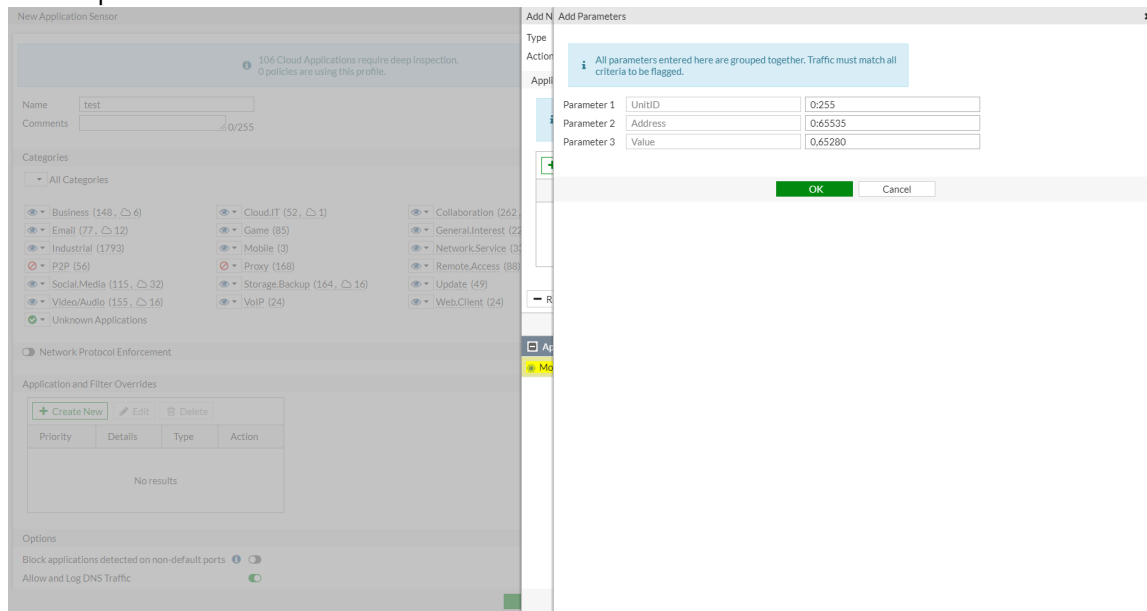 New Application Sensor
106 Cloud Applications require deep inspection.
0 policies are using this profile.
Name test
Comments 0/255
Categories
All Categories
Business (148, 6) Cloud.IT (52, 1) Collaboration (262,
Email (77, 12) Game (85) General.Interest (22
Industrial (1793) Mobile (3) Network.Service (33
P2P (56) Proxy (168) Remote.Access (88)
Social.Media (115, 32) Storage.Backup (164, 16) Update (49)
Video/Audio (155, 16) VoIP (24) Web.Client (24)
Unknown Applications
Network Protocol Enforcement
Application and Filter Overrides
Create New Edit Delete
Priority Details Type Action
No results
Options
Block applications detected on non-default ports
Allow and Log DNS Traffic
Add N
Type
Action
Appli
R
Ap
Mo
Add Parameters
All parameters entered here are grouped together. Traffic must match all
criteria to be flagged.
Parameter 1 UnitID 0:255
Parameter 2 Address 0:65535
Parameter 3 Value 0,65280
OK Cancel